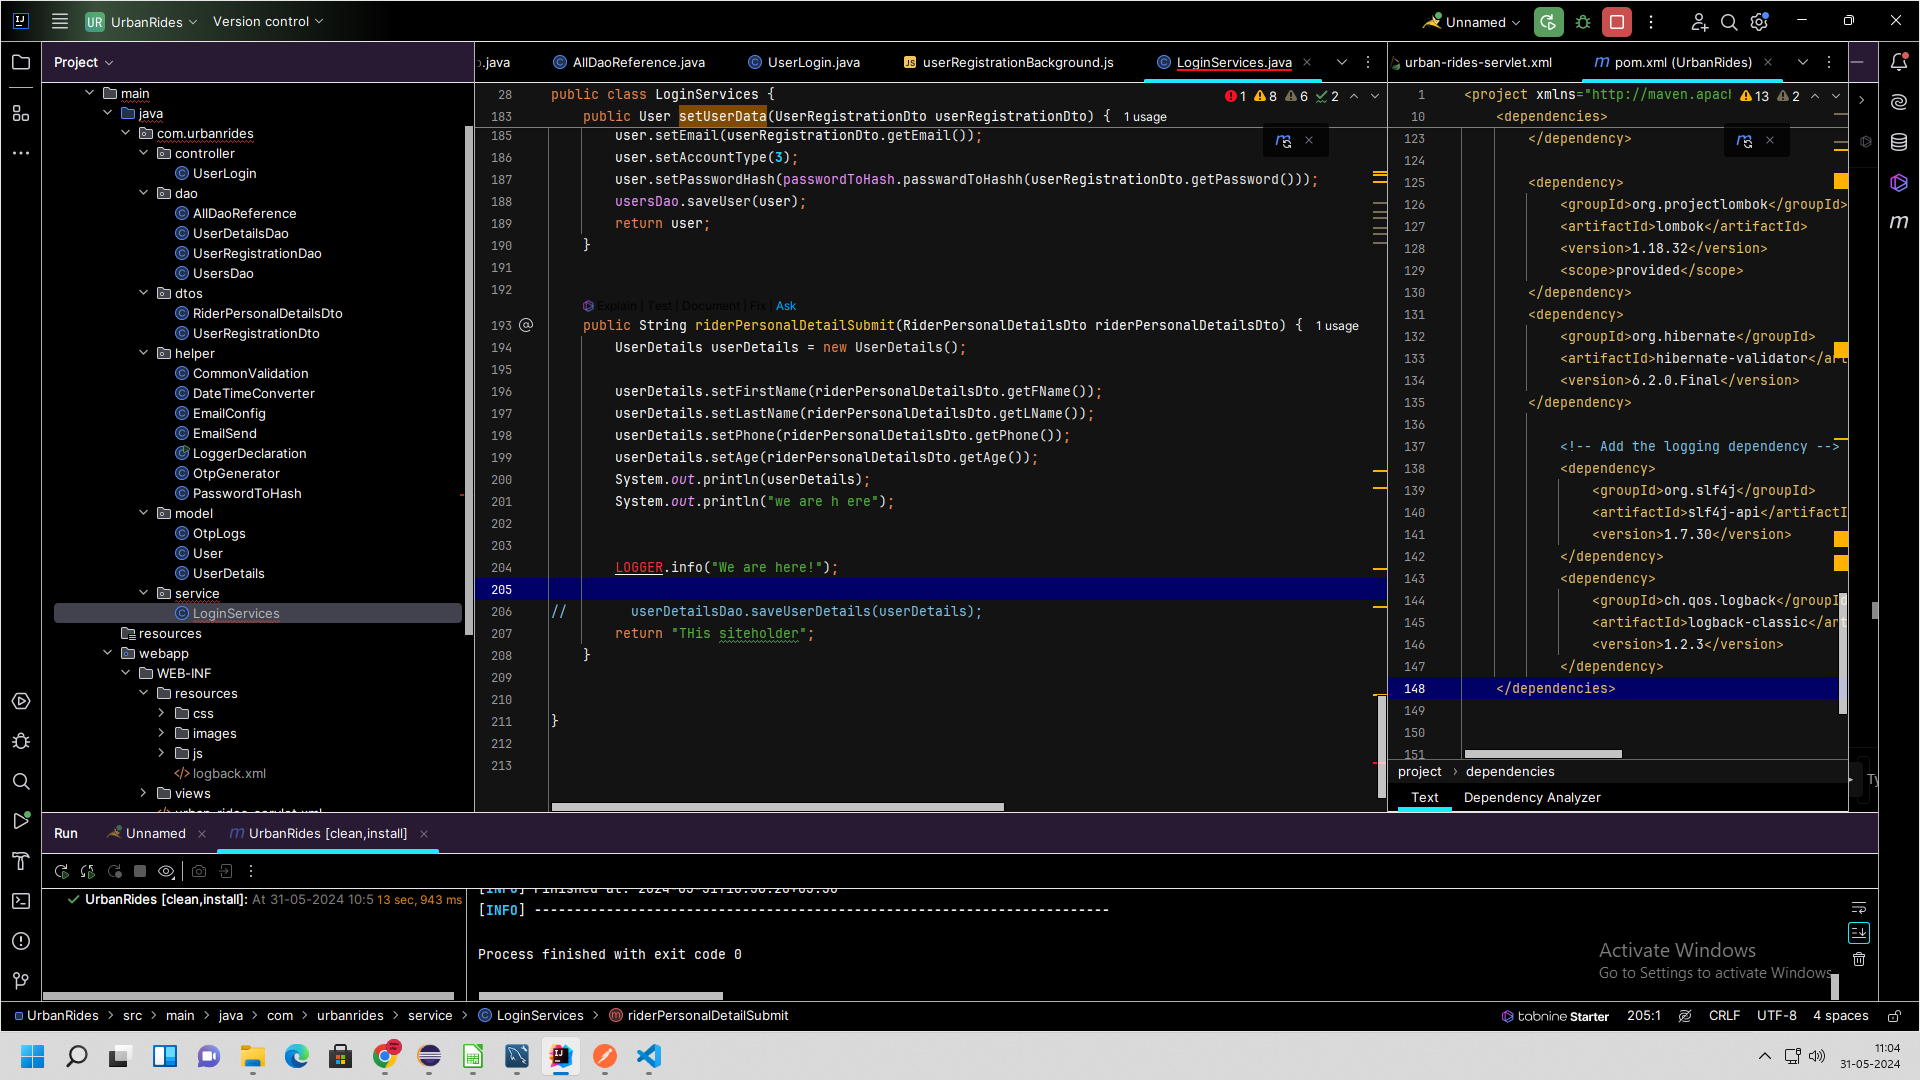 UR UrbanRides Version control Unnamed
Project
main
java
com.urbanrides
controller
UserLogin
dao
AllDaoReference
UserDetailsDao
UserRegistrationDao
UsersDao
dtos
RiderPersonalDetailsDto
UserRegistrationDto
helper
CommonValidation
DateTimeConverter
EmailConfig
EmailSend
LoggerDeclaration
OtpGenerator
PasswordToHash
model
OtpLogs
User
UserDetails
service
LoginServices
resources
webapp
WEB-INF
resources
css
images
js
logback.xml
views
urban-rides-servlet.xml
.java AllDaoReference.java UserLogin.java JS userRegistrationBackground.js LoginServices.java
1 8 6 2
28 public class LoginServices {
183 public User setUserData(UserRegistrationDto userRegistrationDto) { 1 usage
185 user.setEmail(userRegistrationDto.getEmail());
186 user.setAccountType(3);
187 user.setPasswordHash(passwordToHash.passwardToHashh(userRegistrationDto.getPassword()));
188 usersDao.saveUser(user);
189 return user;
190 }
191
192
Explain | Test | Document | Fix | Ask
193 @ public String riderPersonalDetailSubmit(RiderPersonalDetailsDto riderPersonalDetailsDto) { 1 usage
194 UserDetails userDetails = new UserDetails();
195
196 userDetails.setFirstName(riderPersonalDetailsDto.getFName());
197 userDetails.setLastName(riderPersonalDetailsDto.getLName());
198 userDetails.setPhone(riderPersonalDetailsDto.getPhone());
199 userDetails.setAge(riderPersonalDetailsDto.getAge());
200 System.out.println(userDetails);
201 System.out.println("we are h ere");
202
203
204 LOGGER.info("We are here!");
205
206 // userDetailsDao.saveUserDetails(userDetails);
207 return "THis siteholder";
208 }
209
210
211 }
212
213
urban-rides-servlet.xml m pom.xml (UrbanRides)
13 2
1 <project xmlns="http://maven.apac
10 <dependencies>
123 </dependency>
124
125 <dependency>
126 <groupId>org.projectlombok</groupId>
127 <artifactId>lombok</artifactId>
128 <version>1.18.32</version>
129 <scope>provided</scope>
130 </dependency>
131 <dependency>
132 <groupId>org.hibernate</groupId>
133 <artifactId>hibernate-validator</art
134 <version>6.2.0.Final</version>
135 </dependency>
136
137 <!-- Add the logging dependency -->
138 <dependency>
139 <groupId>org.slf4j</groupId>
140 <artifactId>slf4j-api</artifactI
141 <version>1.7.30</version>
142 </dependency>
143 <dependency>
144 <groupId>ch.qos.logback</groupId
145 <artifactId>logback-classic</art
146 <version>1.2.3</version>
147 </dependency>
148 </dependencies>
149
150
151
project > dependencies
Text Dependency Analyzer
Run Unnamed m UrbanRides [clean,install]
UrbanRides [clean,install]: At 31-05-2024 10:5 13 sec, 943 ms
[INFO] ------------------------------------------------------------------------
Process finished with exit code 0
Activate Windows
Go to Settings to activate Windows.
UrbanRides > src > main > java > com > urbanrides > service > LoginServices > riderPersonalDetailSubmit
tabnine Starter 205:1 CRLF UTF-8 4 spaces
11:04
31-05-2024